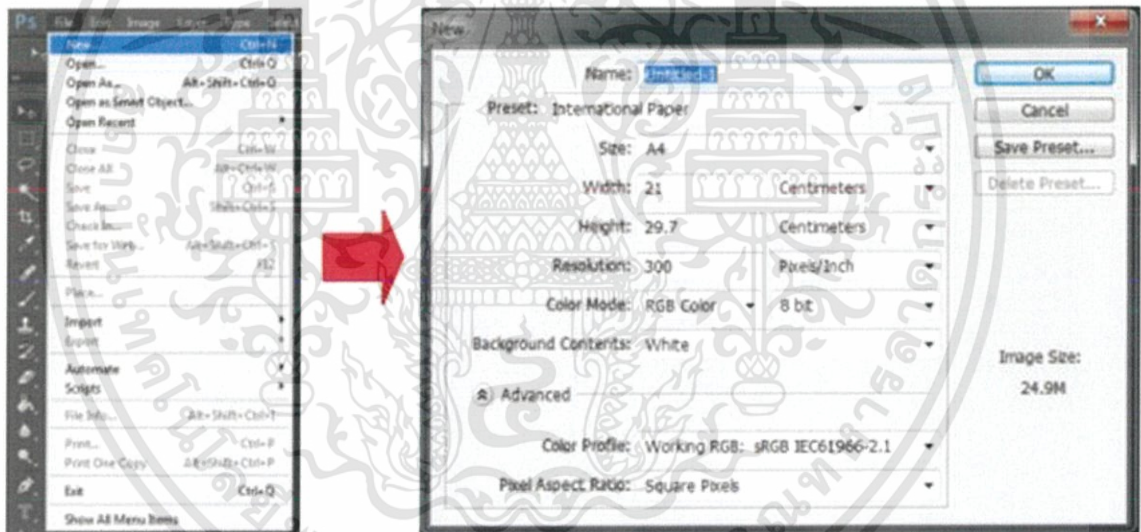 Ps File Edit Image Layer Type Select
New... Ctrl+N
Open... Ctrl+O
Open As... Alt+Shift+Ctrl+O
Open as Smart Object...
Open Recent
Close Ctrl+W
Close All Alt+Ctrl+W
Save Ctrl+S
Save As... Shift+Ctrl+S
Check In...
Save for Web... Alt+Shift+Ctrl+S
Revert F12
Place...
Import
Export
Automate
Scripts
File Info... Alt+Shift+Ctrl+I
Print... Ctrl+P
Print One Copy Alt+Shift+Ctrl+P
Exit Ctrl+Q
Show All Menu Items
New
Name: Untitled-1
Preset: International Paper
Size: A4
Width: 21 Centimeters
Height: 29.7 Centimeters
Resolution: 300 Pixels/Inch
Color Mode: RGB Color 8 bit
Background Contents: White
Advanced
Color Profile: Working RGB: sRGB IEC61966-2.1
Pixel Aspect Ratio: Square Pixels
OK
Cancel
Save Preset...
Delete Preset...
Image Size:
24.9M